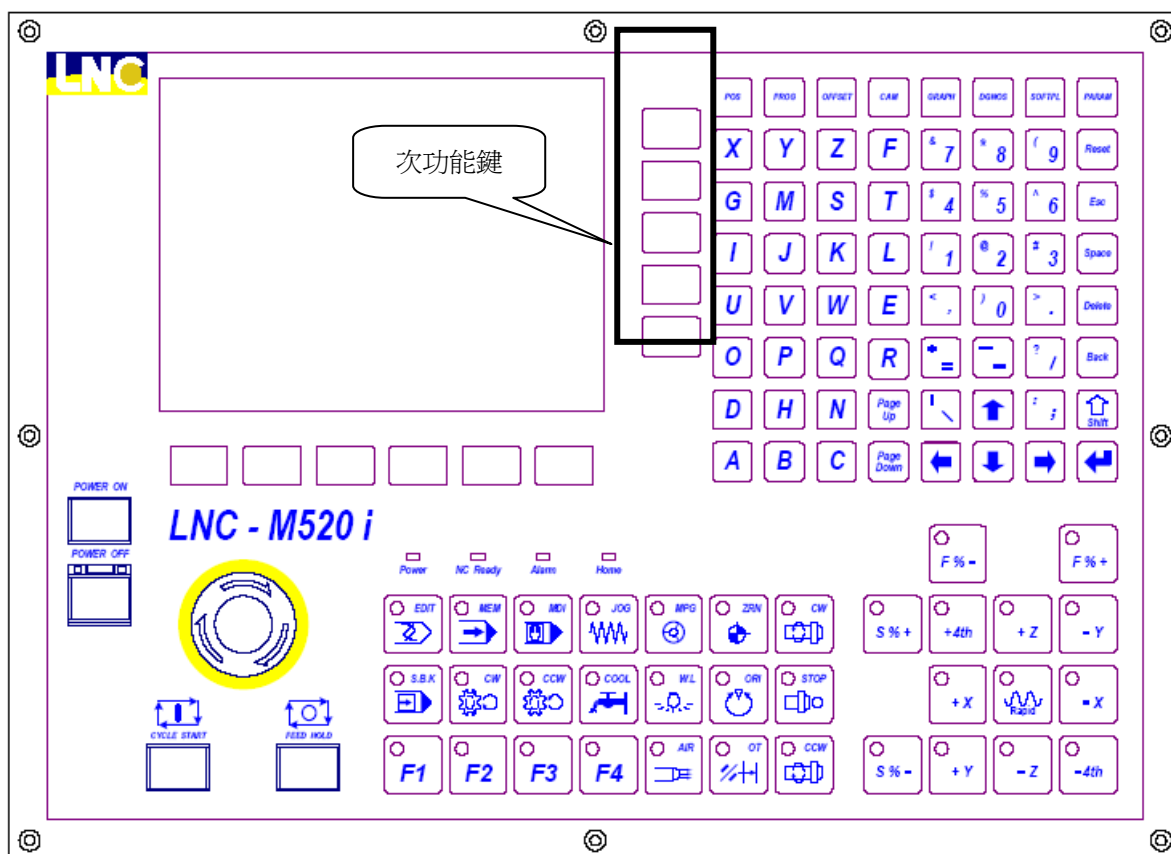 LNC
次功能鍵
POS PROG OFFSET CAM GRAPH DGNOS SOFTPL PARAM
X Y Z F & 7 * 8 ( 9 Reset
G M S T $ 4 % 5 ^ 6 Esc
I J K L ! 1 @ 2 # 3 Space
U V W E < , ) 0 > . Delete
O P Q R + = - - ? / Back
D H N Page Up | \ : ; Shift
A B C Page Down
POWER ON
LNC - M520 i
POWER OFF
Power NC Ready Alarm Home
F % - F % +
EDIT MEM MDI JOG MPG ZRN CW
S % + +4th + Z - Y
S.B.K CW CCW COOL W.L ORI STOP
+ X Rapid - X
CYCLE START FEED HOLD
F1 F2 F3 F4 AIR OT CCW
S % - + Y - Z -4th